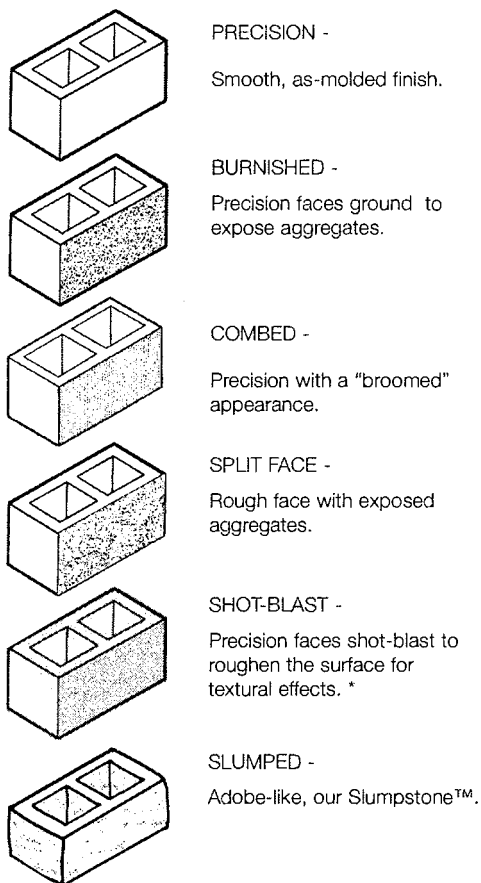 PRECISION -
Smooth, as-molded finish.
BURNISHED -
Precision faces ground to
expose aggregates.
COMBED -
Precision with a “broomed”
appearance.
SPLIT FACE -
Rough face with exposed
aggregates.
SHOT-BLAST -
Precision faces shot-blast to
roughen the surface for
textural effects. *
SLUMPED -
Adobe-like, our Slumpstone™.